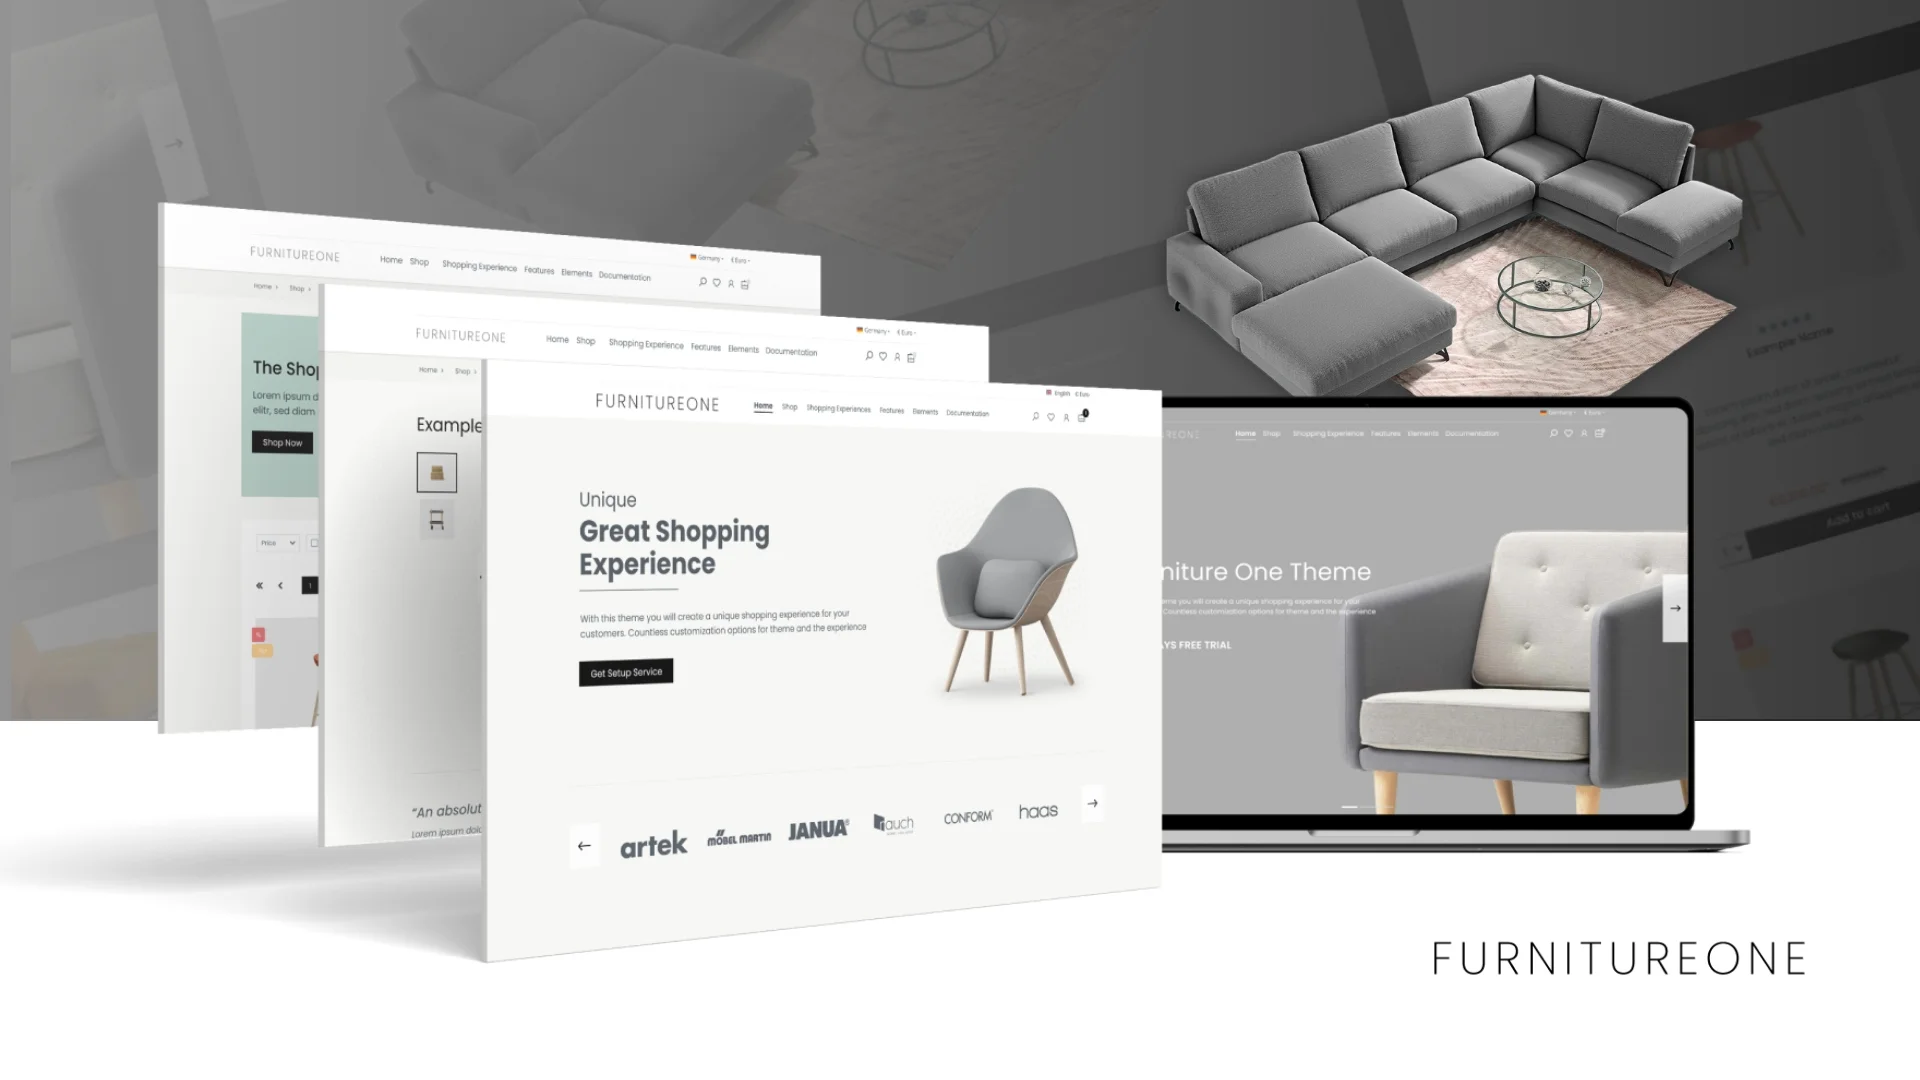 FURNITUREONE
Home Shop Shopping Experience Features Elements Documentation
Germany € Euro
Home Shop
The Shop
Lorem ipsum d
elitr, sed diam
Shop Now
Price
1
%
FURNITUREONE
Home Shop Shopping Experience Features Elements Documentation
Germany € Euro
Home Shop
Example
“An absolut
Lorem ipsum dolo
FURNITUREONE
Home Shop Shopping Experiences Features Elements Documentation
English € Euro
Unique
Great Shopping
Experience
With this theme you will create a unique shopping experience for your
customers. Countless customization options for theme and the experience
Get Setup Service
artek MÖBEL MARTIN JANUA® rauch CONFORM haas
REONE
Home Shop Shopping Experience Features Elements Documentation
Germany € Euro
niture One Theme
eme you will create a unique shopping experience for your
Countless customization options for theme and the experience
AYS FREE TRIAL
Example Name
Add to cart
FURNITUREONE